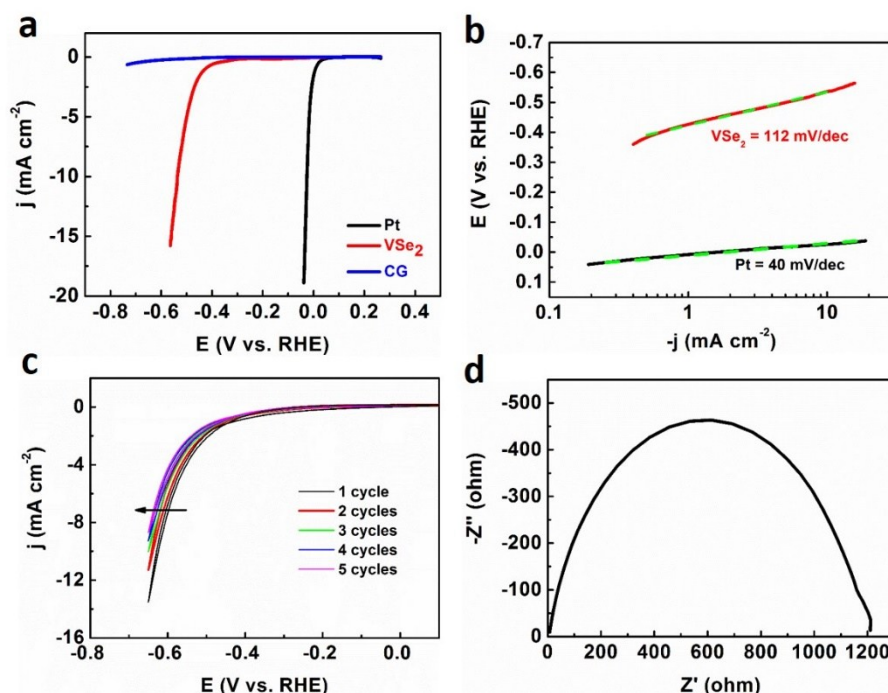 a
j (mA cm-2)
0
-5
-10
-15
-20
-0.8 -0.6 -0.4 -0.2 0.0 0.2 0.4
E (V vs. RHE)
Pt
VSe2
CG
b
E (V vs. RHE)
-0.7
-0.6
-0.5
-0.4
-0.3
-0.2
-0.1
0.0
0.1
0.1 1 10
-j (mA cm-2)
VSe2 = 112 mV/dec
Pt = 40 mV/dec
c
j (mA cm-2)
0
-4
-8
-12
-16
-0.8 -0.6 -0.4 -0.2 0.0
E (V vs. RHE)
1 cycle
2 cycles
3 cycles
4 cycles
5 cycles
d
-Z" (ohm)
-500
-400
-300
-200
-100
0
0 200 400 600 800 1000 1200
Z' (ohm)